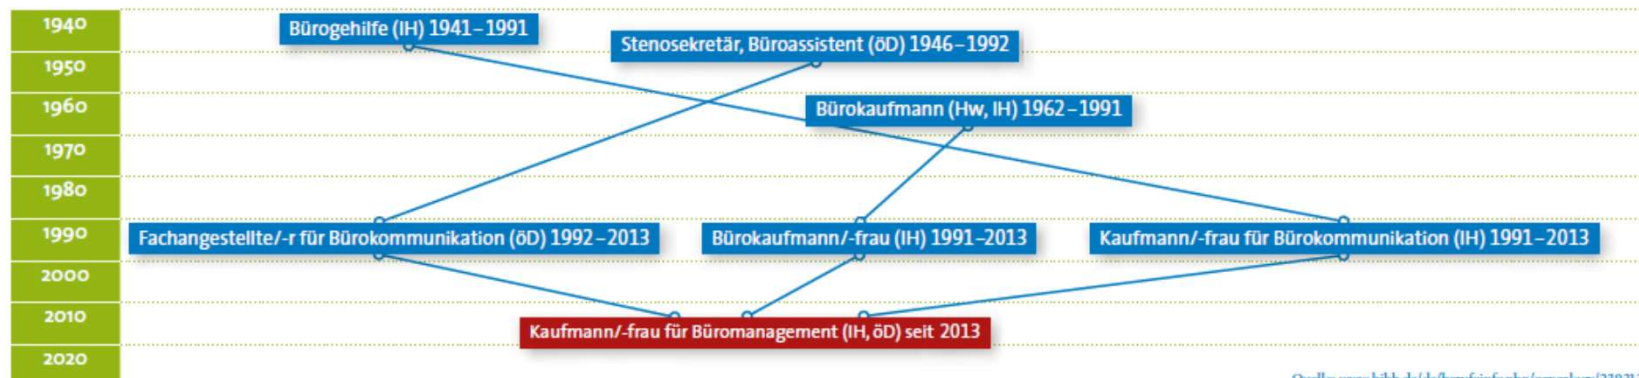 1940
Bürogehilfe (IH) 1941–1991
Stenosekretär, Büroassistent (öD) 1946–1992
1950
1960
Bürokaufmann (Hw, IH) 1962–1991
1970
1980
1990
Fachangestellte/-r für Bürokommunikation (öD) 1992–2013
Bürokaufmann/-frau (IH) 1991–2013
Kaufmann/-frau für Bürokommunikation (IH) 1991–2013
2000
2010
Kaufmann/-frau für Büromanagement (IH, öD) seit 2013
2020